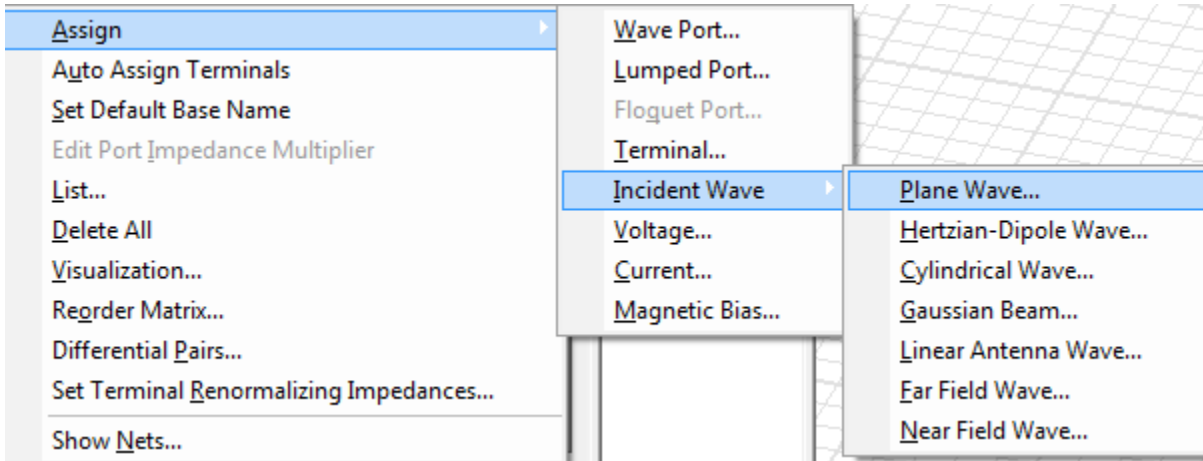 Assign
Auto Assign Terminals
Set Default Base Name
Edit Port Impedance Multiplier
List...
Delete All
Visualization...
Reorder Matrix...
Differential Pairs...
Set Terminal Renormalizing Impedances...
Show Nets...
Wave Port...
Lumped Port...
Floquet Port...
Terminal...
Incident Wave
Voltage...
Current...
Magnetic Bias...
Plane Wave...
Hertzian-Dipole Wave...
Cylindrical Wave...
Gaussian Beam...
Linear Antenna Wave...
Far Field Wave...
Near Field Wave...